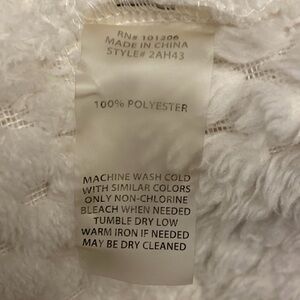 RN# 101206
MADE IN CHINA
STYLE# 2AH43
100% POLYESTER
MACHINE WASH COLD
WITH SIMILAR COLORS
ONLY NON-CHLORINE
BLEACH WHEN NEEDED
TUMBLE DRY LOW
WARM IRON IF NEEDED
MAY BE DRY CLEANED